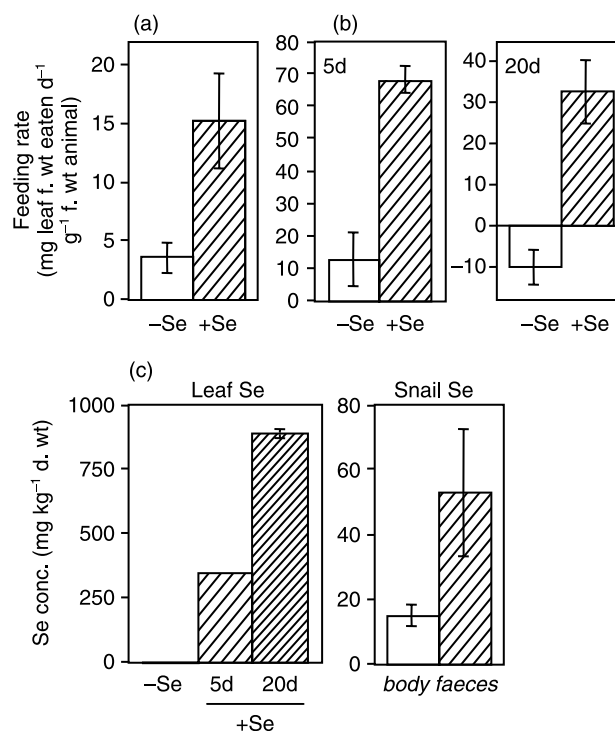 (a)
(b)
Feeding rate
(mg leaf f. wt eaten d⁻¹
g⁻¹ f. wt animal)
20
15
10
5
0
–Se +Se
5d
80
70
60
50
40
30
20
10
0
–Se +Se
20d
40
30
20
10
0
–10
–Se +Se
(c)
Leaf Se
Se conc. (mg kg⁻¹ d. wt)
1000
750
500
250
0
–Se 5d 20d
+Se
Snail Se
80
60
40
20
0
body faeces